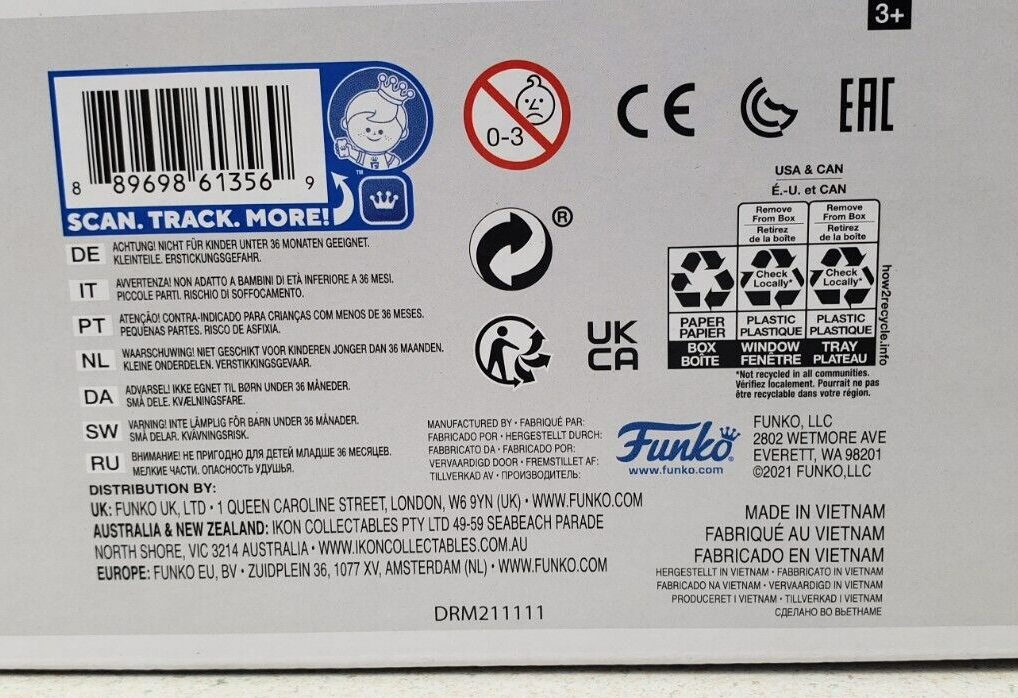 3+
8 89698 61356 9
™
SCAN. TRACK. MORE!
0-3
CE
EAC
®
UK
CA
DE ACHTUNG! NICHT FÜR KINDER UNTER 36 MONATEN GEEIGNET.
KLEINTEILE. ERSTICKUNGSGEFAHR.
IT AVVERTENZA! NON ADATTO A BAMBINI DI ETÀ INFERIORE A 36 MESI.
PICCOLE PARTI. RISCHIO DI SOFFOCAMENTO.
PT ATENÇÃO! CONTRA-INDICADO PARA CRIANÇAS COM MENOS DE 36 MESES.
PEQUENAS PARTES. RISCO DE ASFIXIA.
NL WAARSCHUWING! NIET GESCHIKT VOOR KINDEREN JONGER DAN 36 MAANDEN.
KLEINE ONDERDELEN. VERSTIKKINGSGEVAAR.
DA ADVARSEL! IKKE EGNET TIL BØRN UNDER 36 MÅNEDER.
SMÅ DELE. KVÆLNINGSFARE.
SW VARNING! INTE LÄMPLIG FÖR BARN UNDER 36 MÅNADER.
SMÅ DELAR. KVÄVNINGSRISK.
RU ВНИМАНИЕ! НЕ ПРИГОДНО ДЛЯ ДЕТЕЙ МЛАДШЕ 36 МЕСЯЦЕВ.
МЕЛКИЕ ЧАСТИ. ОПАСНОСТЬ УДУШЬЯ.
USA & CAN
É.-U. et CAN
Remove
From Box
Retirez
de la boîte
Remove
From Box
Retirez
de la boîte
Check
Locally*
Check
Locally*
PAPER
PAPIER
BOX
BOÎTE
PLASTIC
PLASTIQUE
WINDOW
FENÊTRE
PLASTIC
PLASTIQUE
TRAY
PLATEAU
how2recycle.info
*Not recycled in all communities.
Vérifiez localement. Pourrait ne pas
être recyclable dans votre région.
MANUFACTURED BY • FABRIQUÉ PAR:
FABRICADO POR • HERGESTELLT DURCH:
FABBRICATO DA • FABRICADO POR:
VERVAARDIGD DOOR • FREMSTILLET AF:
TILLVERKAD AV • ПРОИЗВОДИТЕЛЬ:
Funko®
www.funko.com
FUNKO, LLC
2802 WETMORE AVE
EVERETT, WA 98201
©2021 FUNKO,LLC
DISTRIBUTION BY:
UK: FUNKO UK, LTD • 1 QUEEN CAROLINE STREET, LONDON, W6 9YN (UK) • WWW.FUNKO.COM
AUSTRALIA & NEW ZEALAND: IKON COLLECTABLES PTY LTD 49-59 SEABEACH PARADE
NORTH SHORE, VIC 3214 AUSTRALIA • WWW.IKONCOLLECTABLES.COM.AU
EUROPE: FUNKO EU, BV • ZUIDPLEIN 36, 1077 XV, AMSTERDAM (NL) • WWW.FUNKO.COM
MADE IN VIETNAM
FABRIQUÉ AU VIETNAM
FABRICADO EN VIETNAM
HERGESTELLT IN VIETNAM • FABBRICATO IN VIETNAM
FABRICADO NA VIETNAM • VERVAARDIGD IN VIETNAM
PRODUCERET I VIETNAM • TILLVERKAD I VIETNAM
СДЕЛАНО ВО ВЬЕТНАМЕ
DRM211111